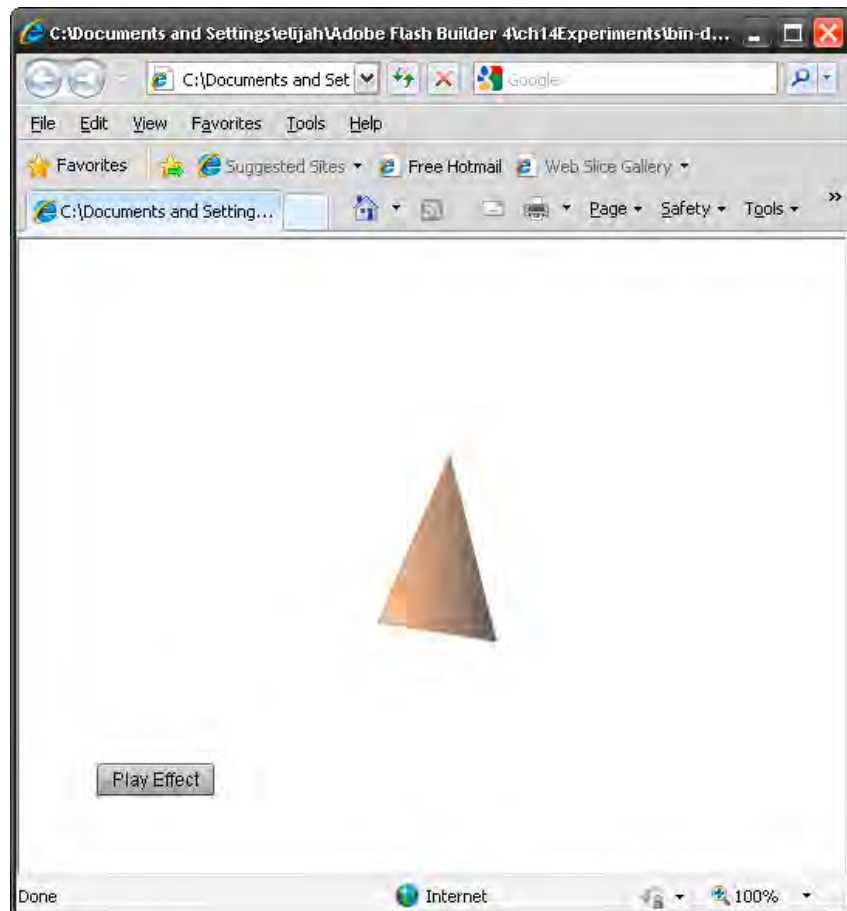 C:\Documents and Settings\elijah\Adobe Flash Builder 4\ch14Experiments\bin-d...
C:\Documents and Set Google
File Edit View Favorites Tools Help
Favorites Suggested Sites Free Hotmail Web Slice Gallery
C:\Documents and Setting... Page Safety Tools »
Play Effect
Done Internet 100%